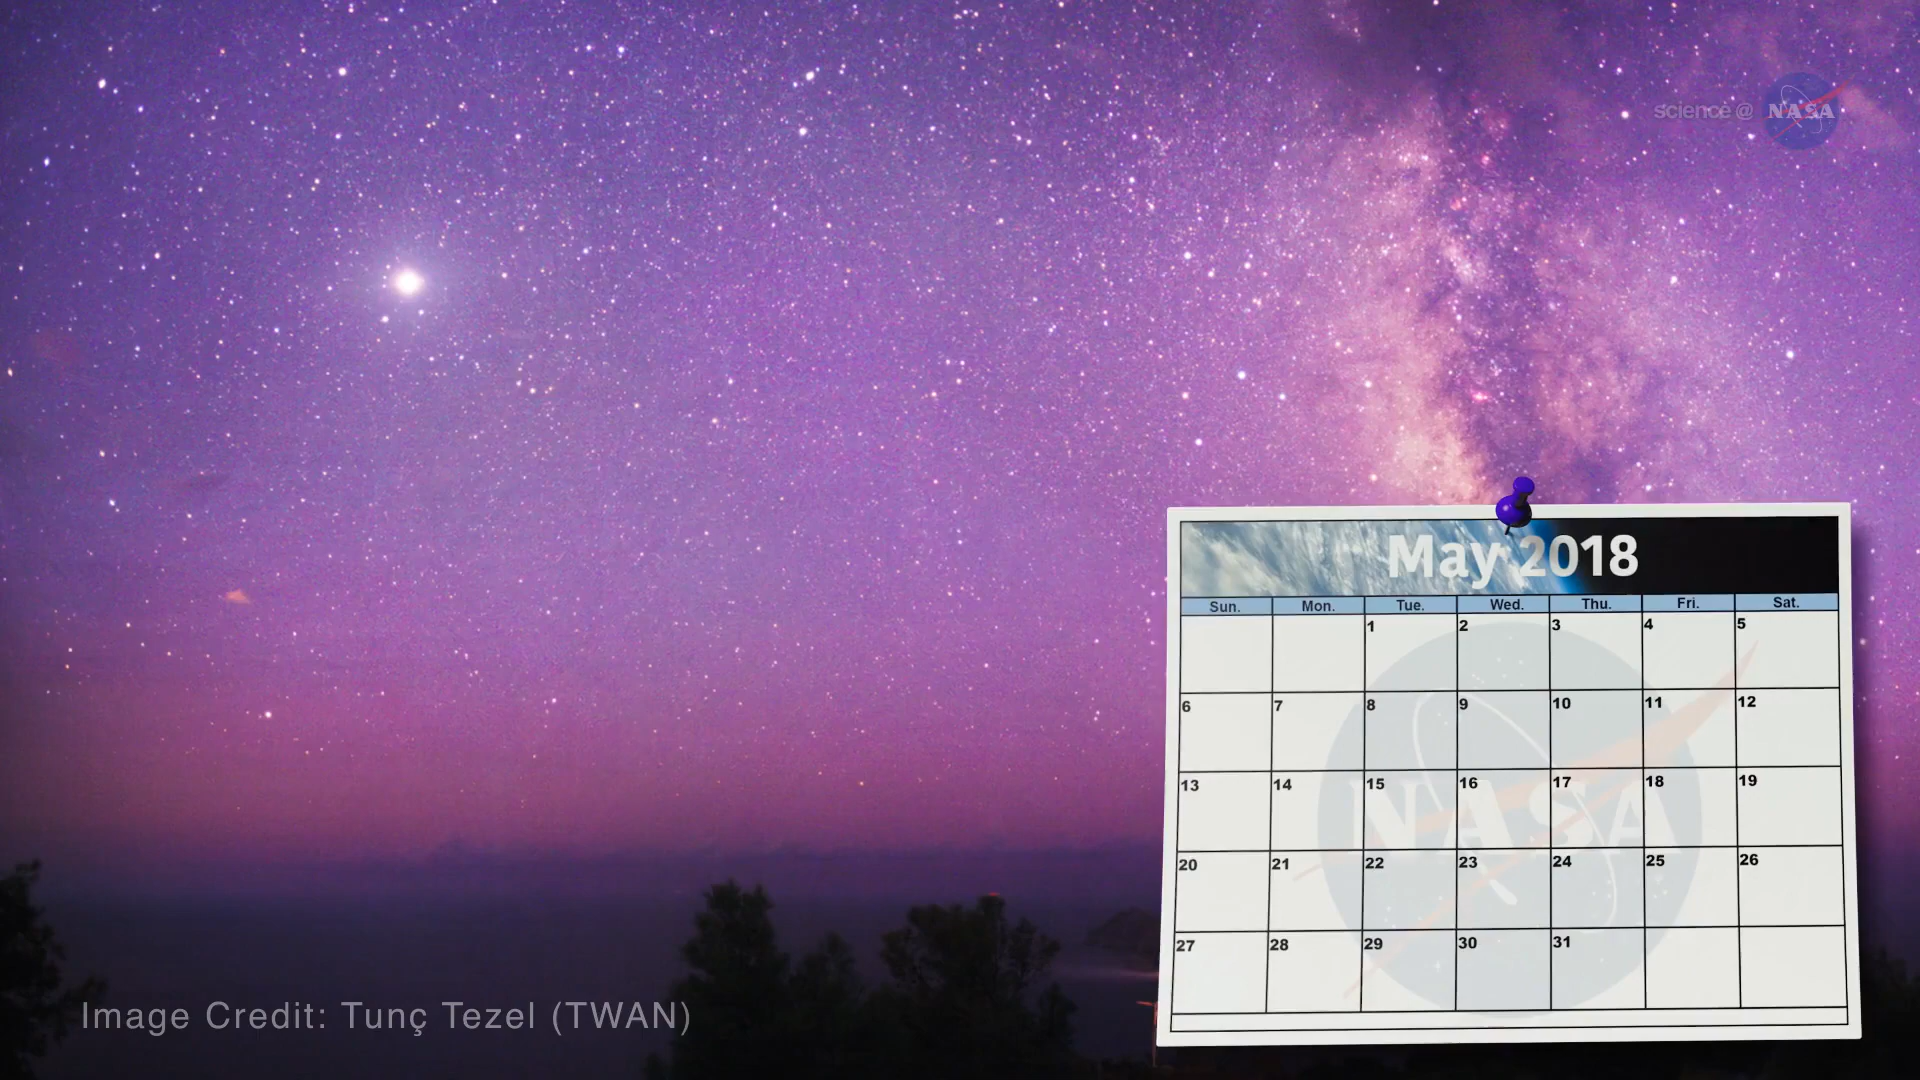 science @ NASA
May 2018
Sun. Mon. Tue. Wed. Thu. Fri. Sat.
1 2 3 4 5
6 7 8 9 10 11 12
13 14 15 16 17 18 19
20 21 22 23 24 25 26
27 28 29 30 31
NASA
Image Credit: Tunç Tezel (TWAN)